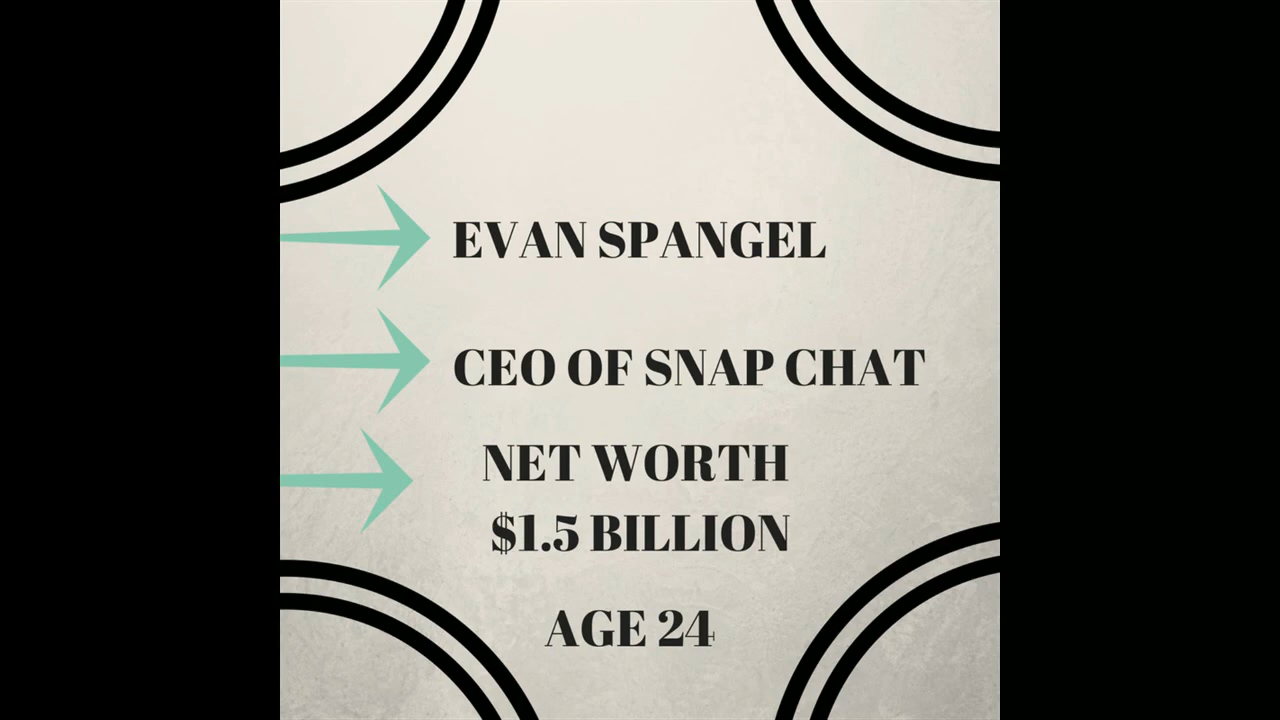 EVAN SPANGEL
CEO OF SNAP CHAT
NET WORTH
$1.5 BILLION
AGE 24